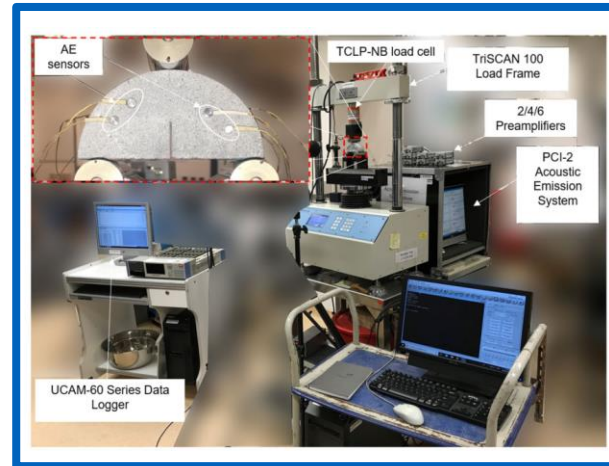 AE
sensors
TCLP-NB load cell
TriSCAN 100
Load Frame
2/4/6
Preamplifiers
PCI-2
Acoustic
Emission
System
UCAM-60 Series Data
Logger